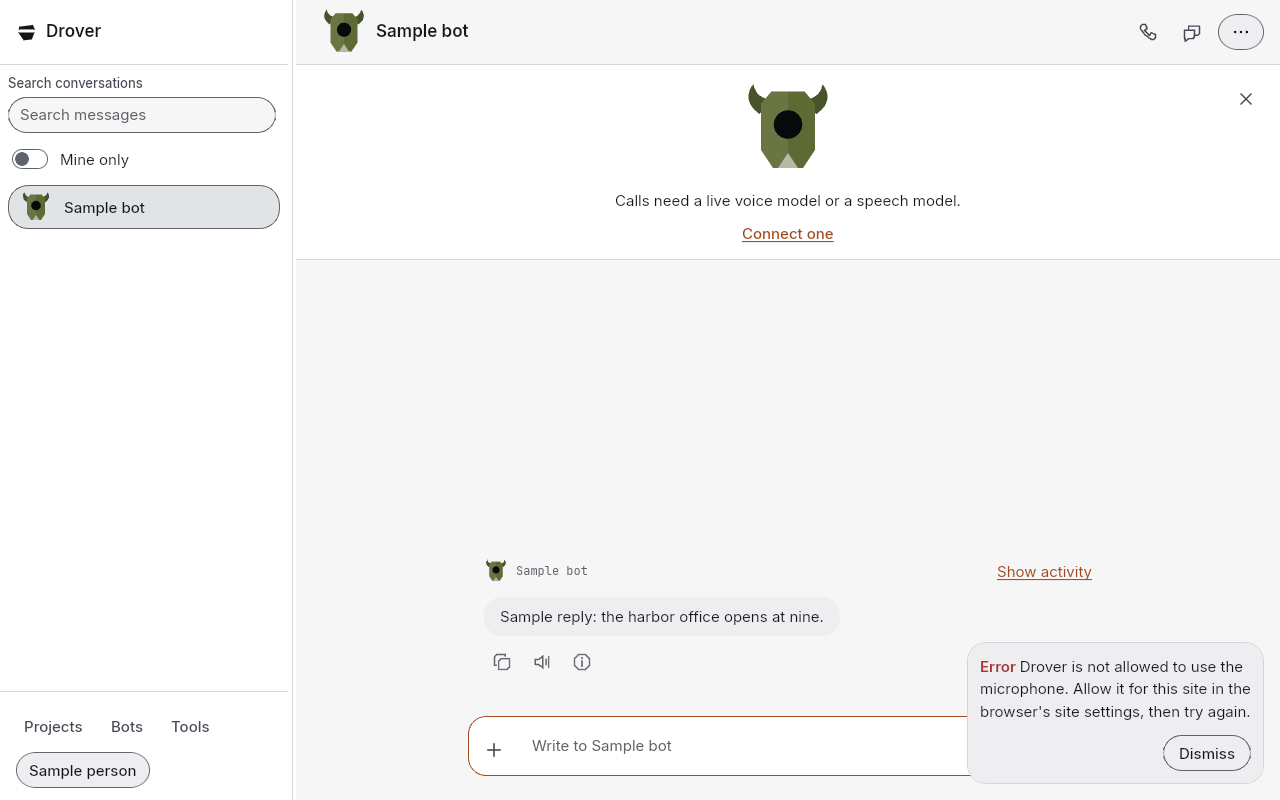 Drover
Search conversations
Search messages
Mine only
Sample bot
Projects
Bots
Tools
Sample person
Sample bot
Calls need a live voice model or a speech model.
Connect one
Sample bot
Show activity
Sample reply: the harbor office opens at nine.
Write to Sample bot
Error Drover is not allowed to use the
microphone. Allow it for this site in the
browser's site settings, then try again.
Dismiss